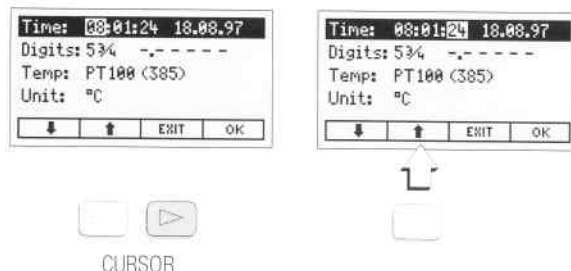 Time: 08:01:24 18.08.97
Digits: 5¾ -.-----
Temp: PT100 (385)
Unit: °C
⬇ ⬆ EXIT OK
CURSOR
Time: 08:01:24 18.08.97
Digits: 5¾ -.-----
Temp: PT100 (385)
Unit: °C
⬇ ⬆ EXIT OK